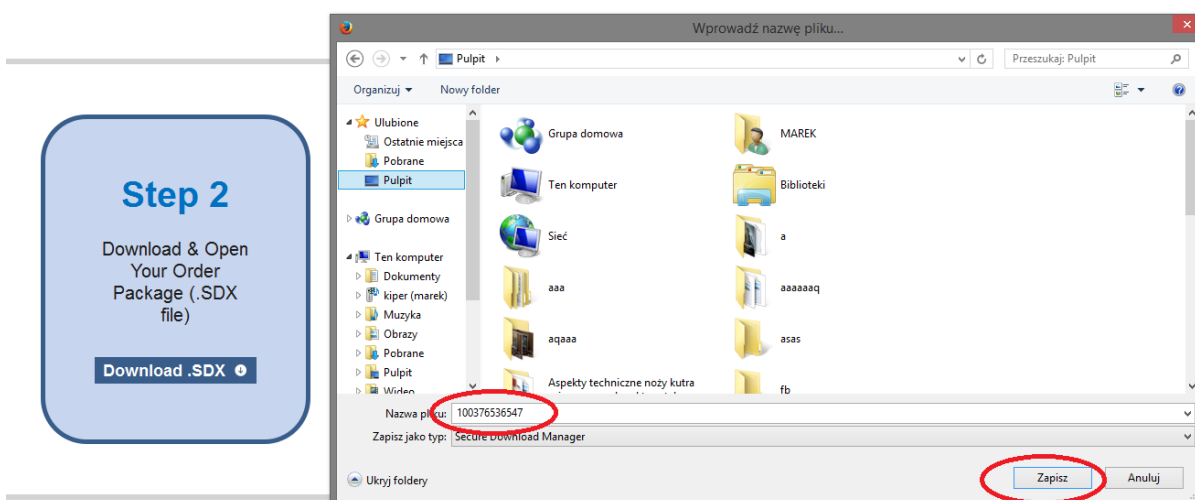 Step 2
Download & Open
Your Order
Package (.SDX
file)
Download .SDX
Wprowadź nazwę pliku...
Pulpit
Przeszukaj: Pulpit
Organizuj
Nowy folder
Ulubione
Ostatnie miejsca
Pobrane
Pulpit
Grupa domowa
Ten komputer
Dokumenty
kiper (marek)
Muzyka
Obrazy
Pobrane
Pulpit
Wideo
Grupa domowa
MAREK
Ten komputer
Biblioteki
Sieć
a
aaa
aaaaaaq
aqaaa
asas
Aspekty techniczne noży kutra
fb
Nazwa pliku: 100376536547
Zapisz jako typ: Secure Download Manager
Ukryj foldery
Zapisz
Anuluj